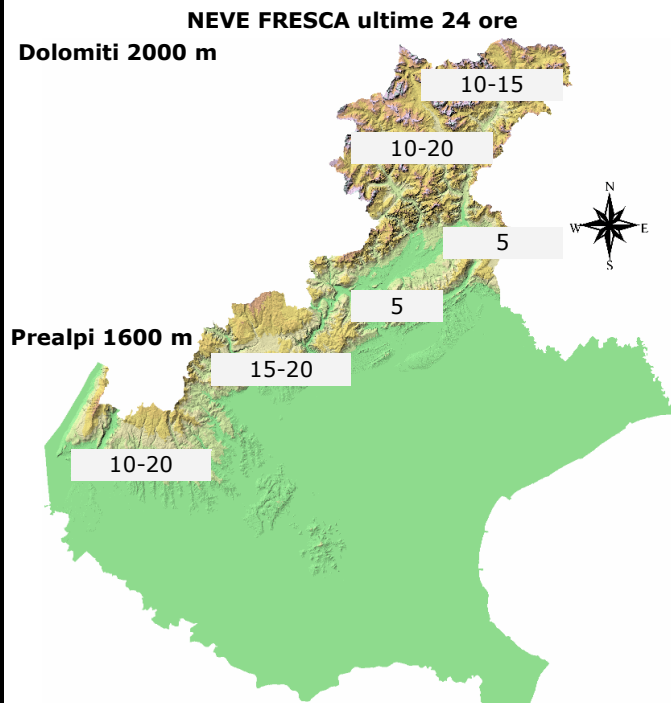 NEVE FRESCA ultime 24 ore
Dolomiti 2000 m
10-15
10-20
N
W E
S
5
5
Prealpi 1600 m
15-20
10-20